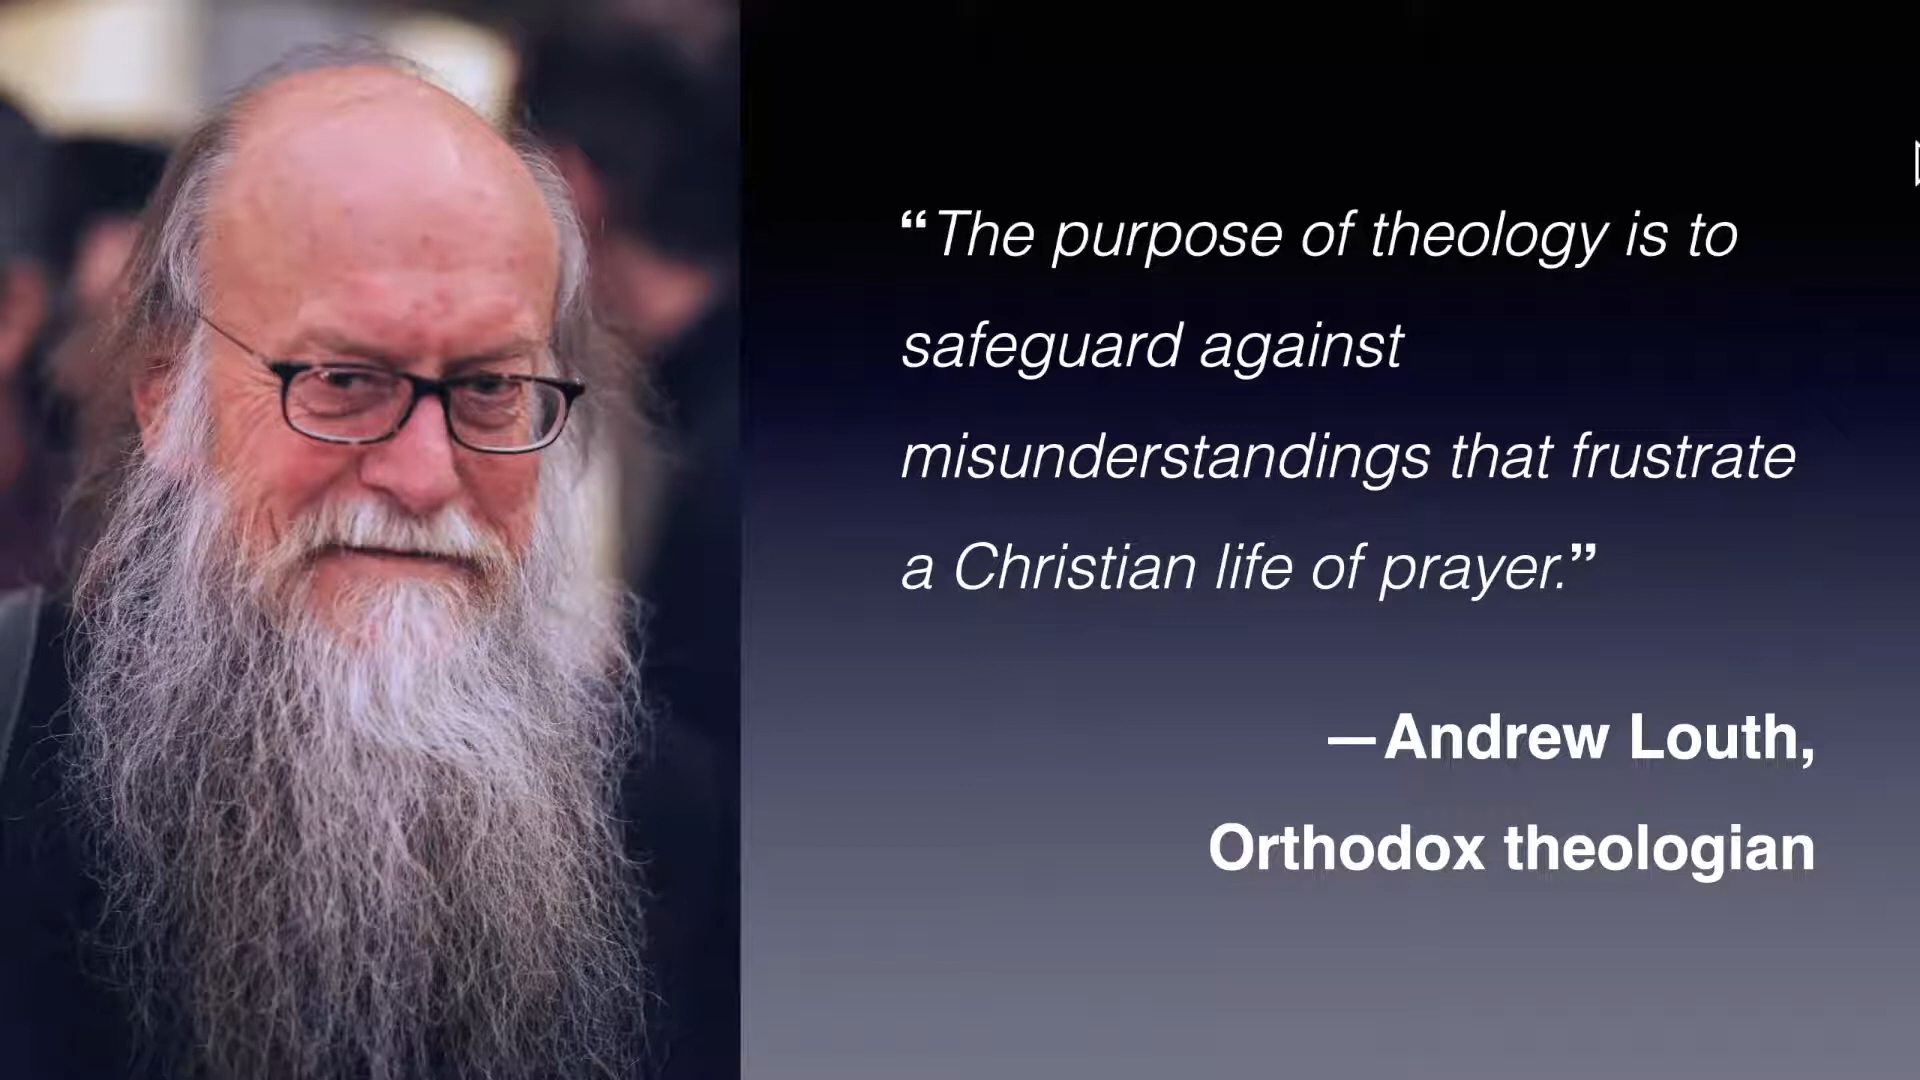 “The purpose of theology is to
safeguard against
misunderstandings that frustrate
a Christian life of prayer.”
—Andrew Louth,
Orthodox theologian